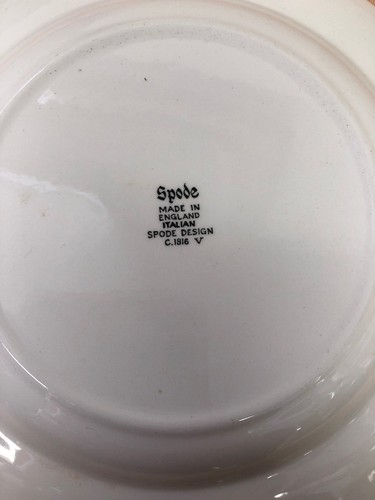 Spode
MADE IN
ENGLAND
ITALIAN
SPODE DESIGN
C.1816 V